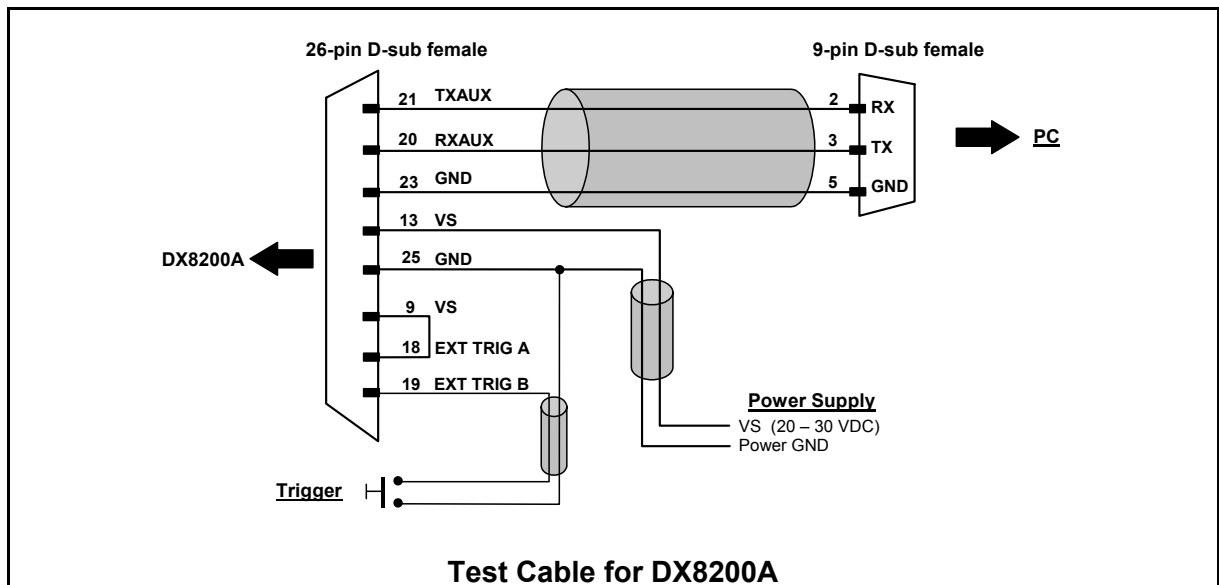 26-pin D-sub female
9-pin D-sub female
21 TXAUX
2 RX
20 RXAUX
3 TX
PC
23 GND
5 GND
13 VS
DX8200A
25 GND
9 VS
18 EXT TRIG A
19 EXT TRIG B
Power Supply
VS (20 – 30 VDC)
Power GND
Trigger
Test Cable for DX8200A